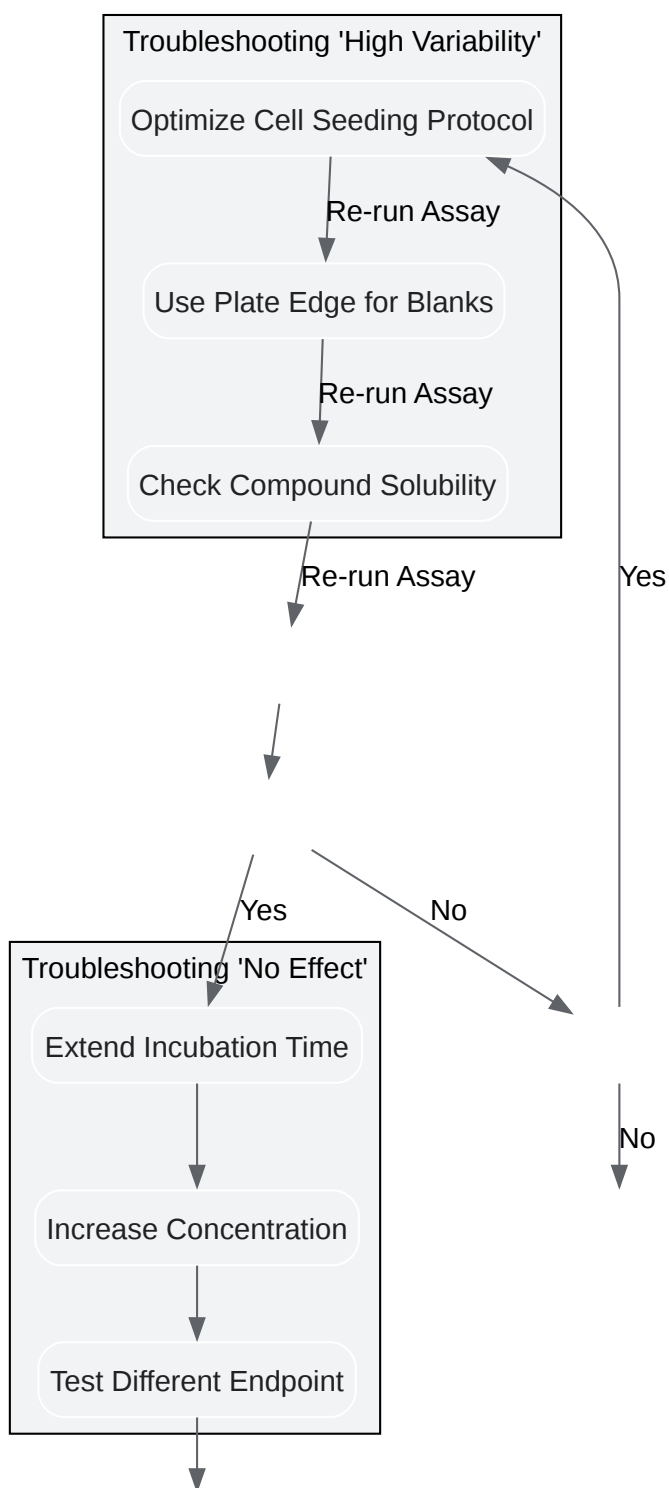 Troubleshooting 'High Variability'
Optimize Cell Seeding Protocol
Re-run Assay
Use Plate Edge for Blanks
Re-run Assay
Check Compound Solubility
Re-run Assay
Yes
Yes
No
Troubleshooting 'No Effect'
Extend Incubation Time
No
Increase Concentration
Test Different Endpoint